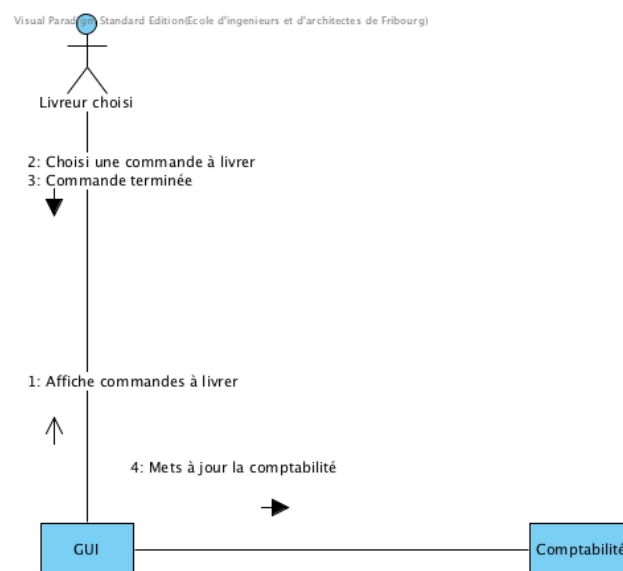 Visual Paradigm Standard Edition(Ecole d'ingenieurs et d'architectes de Fribourg)
Livreur choisi
2: Choisi une commande à livrer
3: Commande terminée
1: Affiche commandes à livrer
4: Mets à jour la comptabilité
GUI
Comptabilité